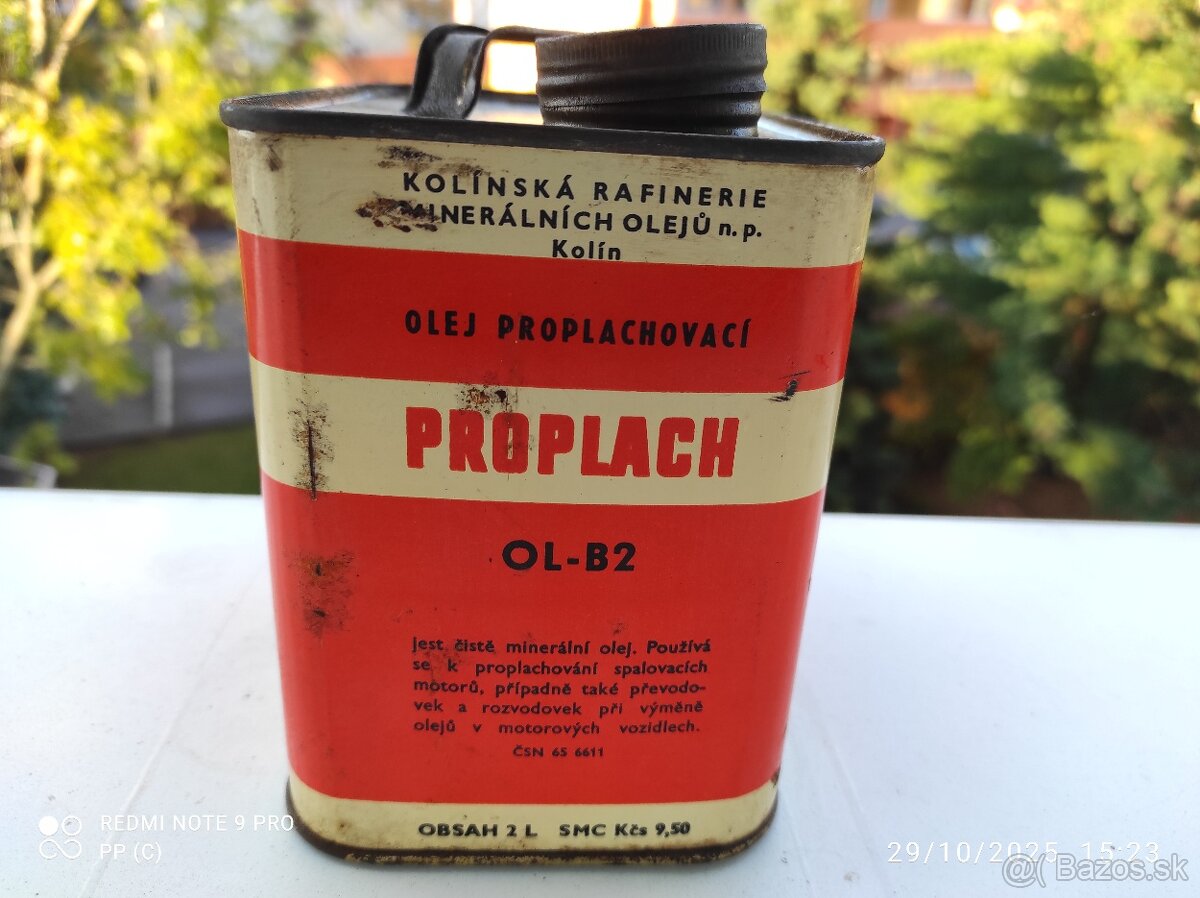 KOLÍNSKÁ RAFINERIE
MINERÁLNÍCH OLEJŮ n.p.
Kolín
OLEJ PROPLACHOVACÍ
PROPLACH
OL-B2
jest čistě minerální olej. Používá
se k proplachování spalovacích
motorů, případně také převodo-
vek a rozvodovek při výměně
olejů v motorových vozidlech.
ČSN 65 6611
OBSAH 2 L SMC Kčs 9,50
REDMI NOTE 9 PRO
PP (C)
29/10/2025 15:23
@( Bazos.sk